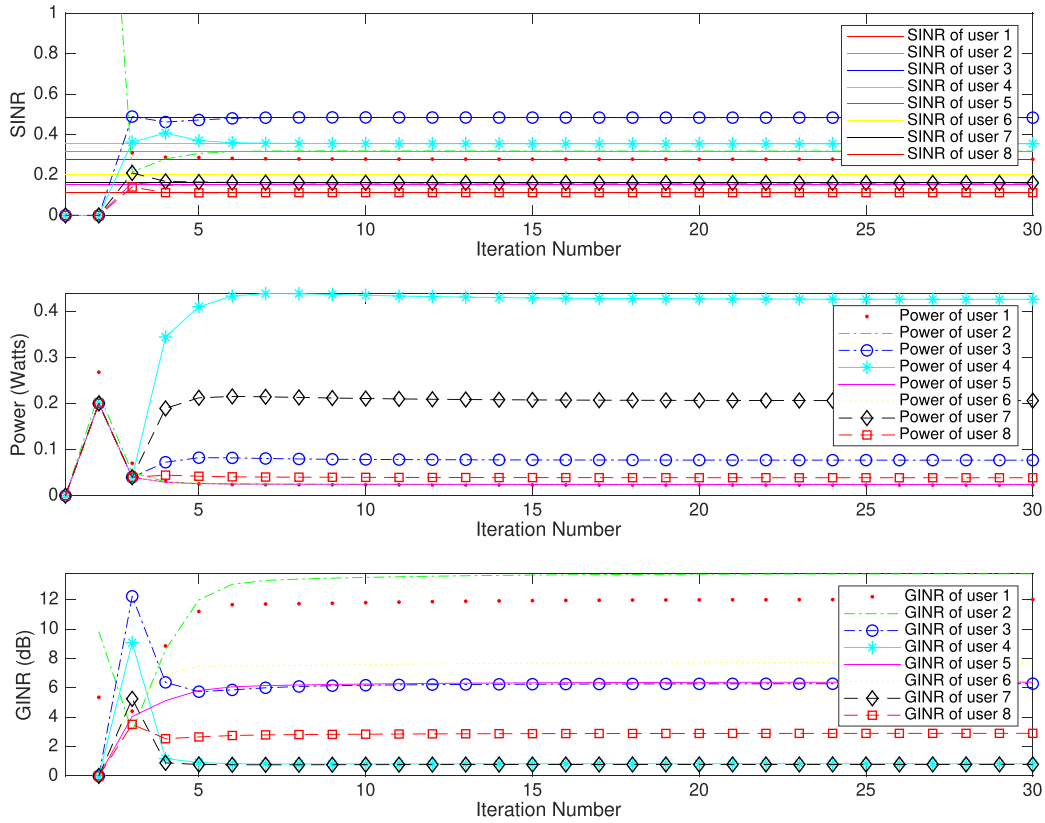 1
0.8
0.6
0.4
0.2
0
SINR
5
10
15
20
25
30
Iteration Number
SINR of user 1
SINR of user 2
SINR of user 3
SINR of user 4
SINR of user 5
SINR of user 6
SINR of user 7
SINR of user 8
0.4
0.3
0.2
0.1
0
Power (Watts)
5
10
15
20
25
30
Iteration Number
Power of user 1
Power of user 2
Power of user 3
Power of user 4
Power of user 5
Power of user 6
Power of user 7
Power of user 8
12
10
8
6
4
2
0
GINR (dB)
5
10
15
20
25
30
Iteration Number
GINR of user 1
GINR of user 2
GINR of user 3
GINR of user 4
GINR of user 5
GINR of user 6
GINR of user 7
GINR of user 8